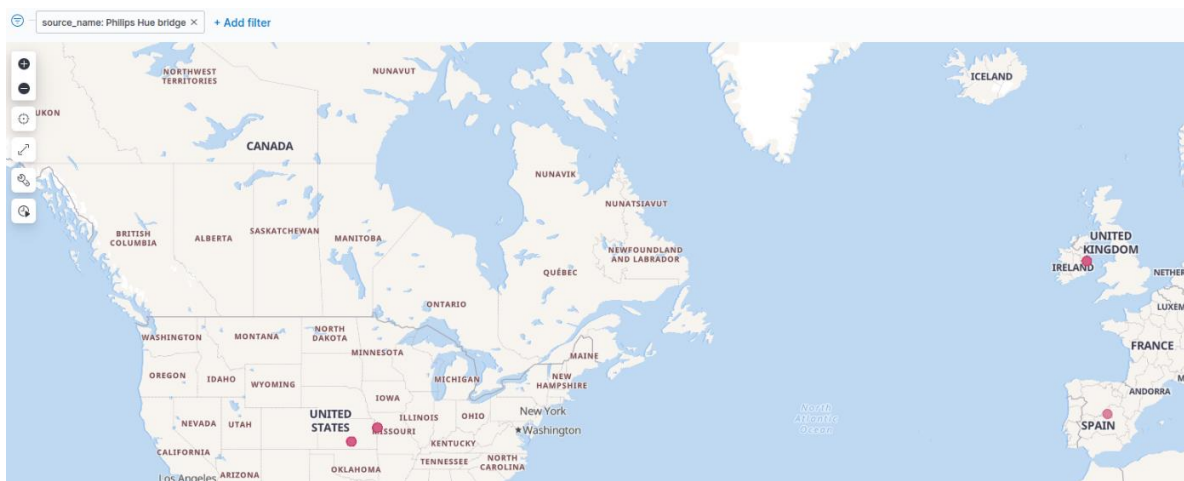 source_name: Philips Hue bridge ×
+ Add filter
NORTHWEST
TERRITORIES
NUNAVUT
ICELAND
UKON
CANADA
NUNAVIK
NUNATSIAVUT
BRITISH
COLUMBIA
ALBERTA
SASKATCHEWAN
MANITOBA
NEWFOUNDLAND
AND LABRADOR
QUÉBEC
UNITED
KINGDOM
IRELAND
NETHER
ONTARIO
LUXEM
WASHINGTON
MONTANA
NORTH
DAKOTA
MINNESOTA
MAINE
FRANCE
OREGON
IDAHO
WYOMING
MICHIGAN
NEW
HAMPSHIRE
ANDORRA
M
IOWA
NEVADA
UTAH
UNITED
STATES
ILLINOIS
OHIO
New York
North
Atlantic
Ocean
SPAIN
MISSOURI
Washington
CALIFORNIA
KENTUCKY
Los Angeles
ARIZONA
OKLAHOMA
TENNESSEE
NORTH
CAROLINA